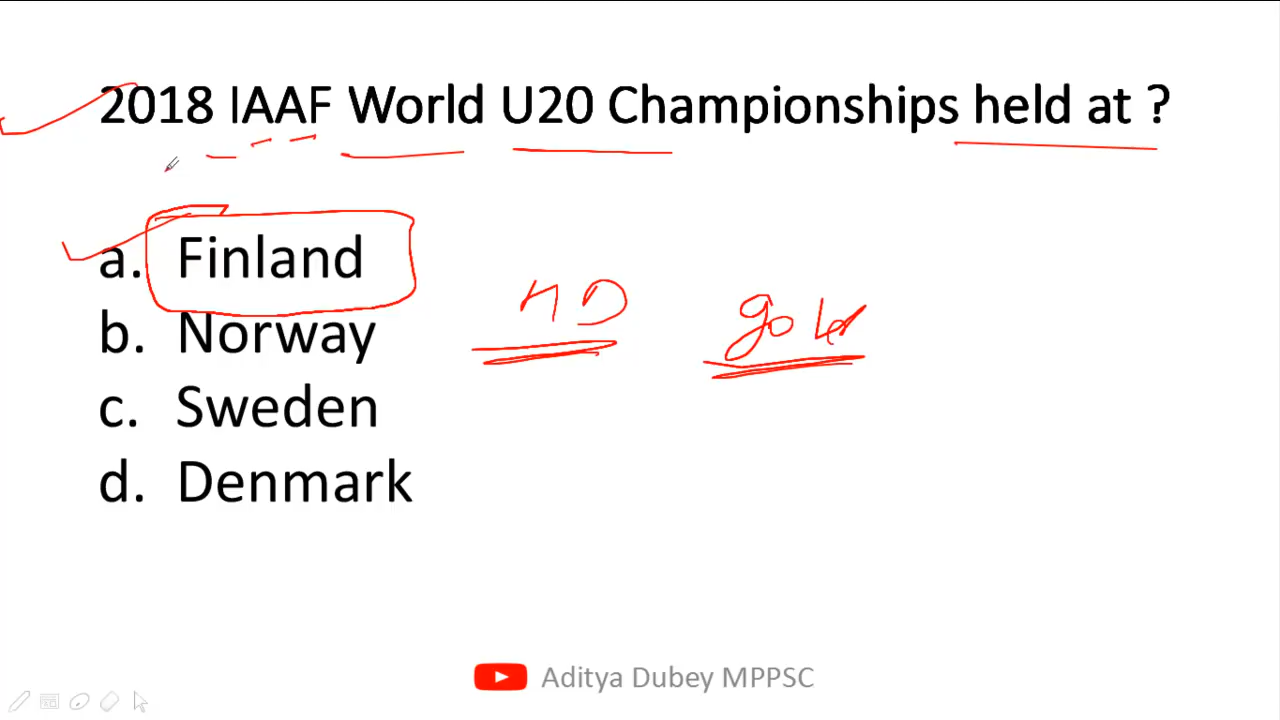 2018 IAAF World U20 Championships held at ?
a. Finland
b. Norway
HD gold
c. Sweden
d. Denmark
Aditya Dubey MPPSC